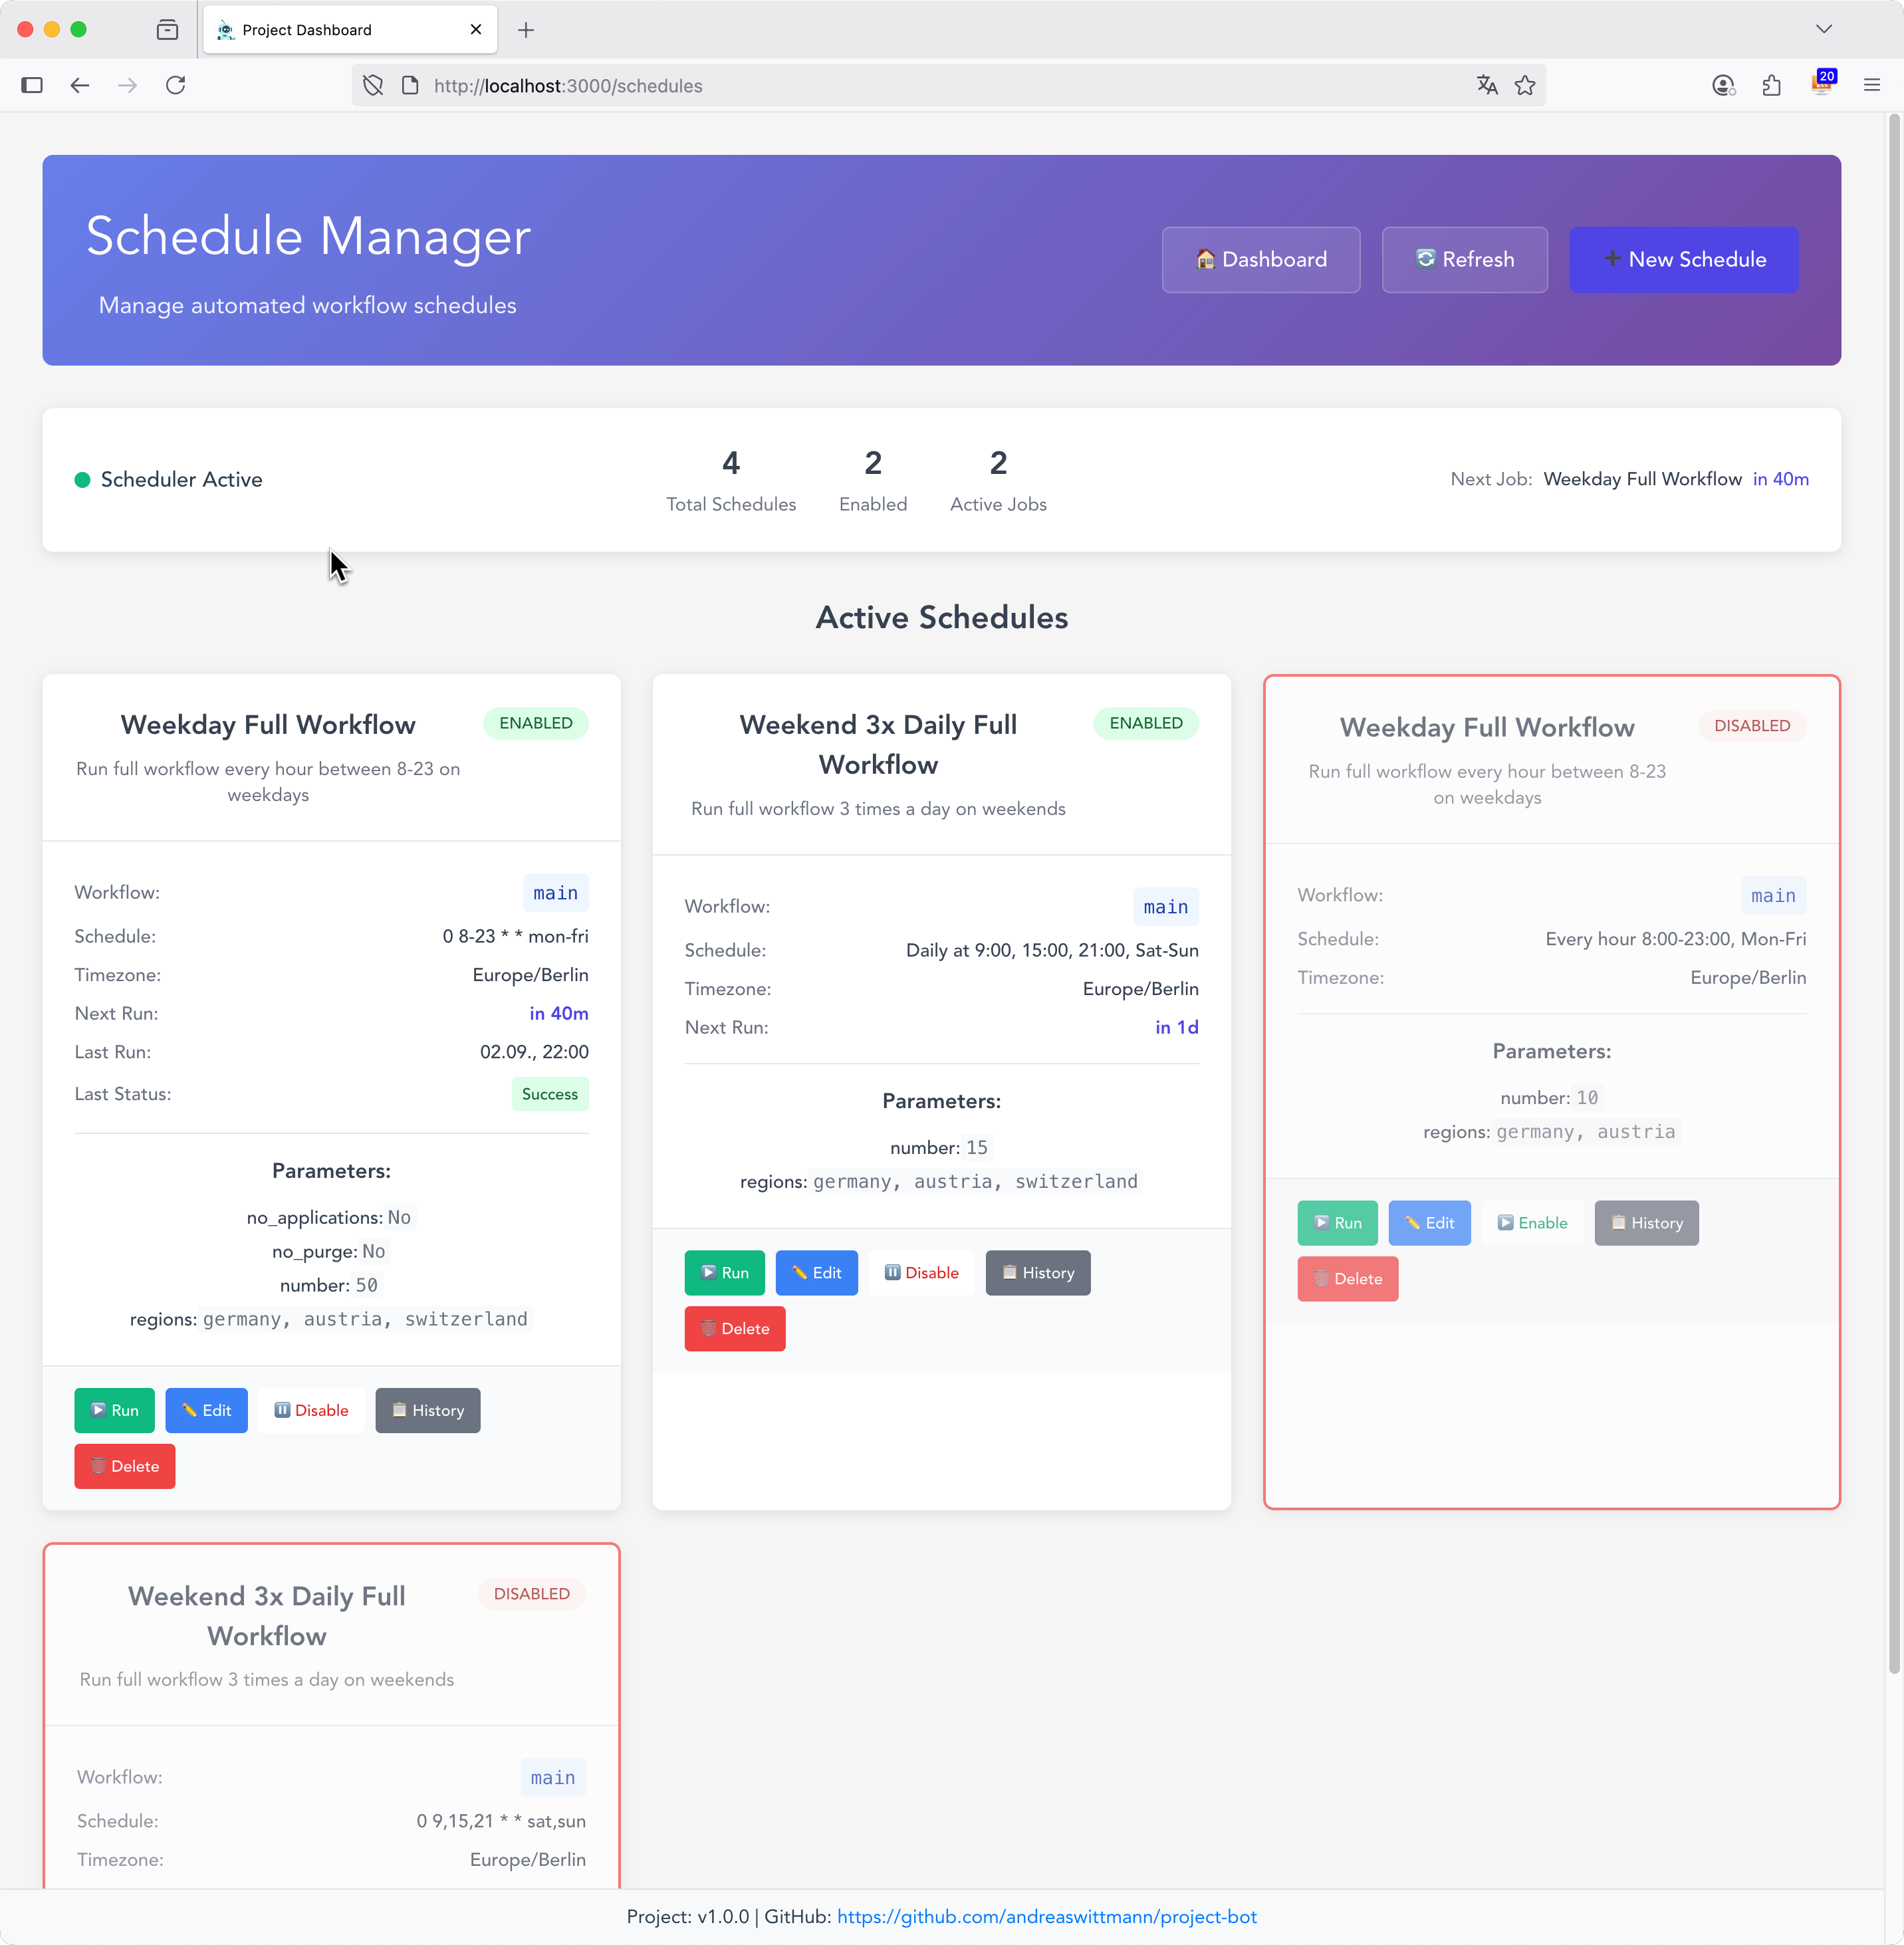 Project Dashboard
http://localhost:3000/schedules
20
Schedule Manager
Manage automated workflow schedules
🏠 Dashboard
🔄 Refresh
➕ New Schedule
Scheduler Active
4
Total Schedules
2
Enabled
2
Active Jobs
Next Job: Weekday Full Workflow in 40m
Active Schedules
Weekday Full Workflow
ENABLED
Run full workflow every hour between 8-23 on
weekdays
Workflow: main
Schedule: 0 8-23 * * mon-fri
Timezone: Europe/Berlin
Next Run: in 40m
Last Run: 02.09., 22:00
Last Status: Success
Parameters:
no_applications: No
no_purge: No
number: 50
regions: germany, austria, switzerland
▶️ Run
✏️ Edit
⏸️ Disable
📋 History
🗑️ Delete
Weekend 3x Daily Full
Workflow
ENABLED
Run full workflow 3 times a day on weekends
Workflow: main
Schedule: Daily at 9:00, 15:00, 21:00, Sat-Sun
Timezone: Europe/Berlin
Next Run: in 1d
Parameters:
number: 15
regions: germany, austria, switzerland
▶️ Run
✏️ Edit
⏸️ Disable
📋 History
🗑️ Delete
Weekday Full Workflow
DISABLED
Run full workflow every hour between 8-23
on weekdays
Workflow: main
Schedule: Every hour 8:00-23:00, Mon-Fri
Timezone: Europe/Berlin
Parameters:
number: 10
regions: germany, austria
▶️ Run
✏️ Edit
▶️ Enable
📋 History
🗑️ Delete
Weekend 3x Daily Full
Workflow
DISABLED
Run full workflow 3 times a day on weekends
Workflow: main
Schedule: 0 9,15,21 * * sat,sun
Timezone: Europe/Berlin
Project: v1.0.0 | GitHub: https://github.com/andreaswittmann/project-bot